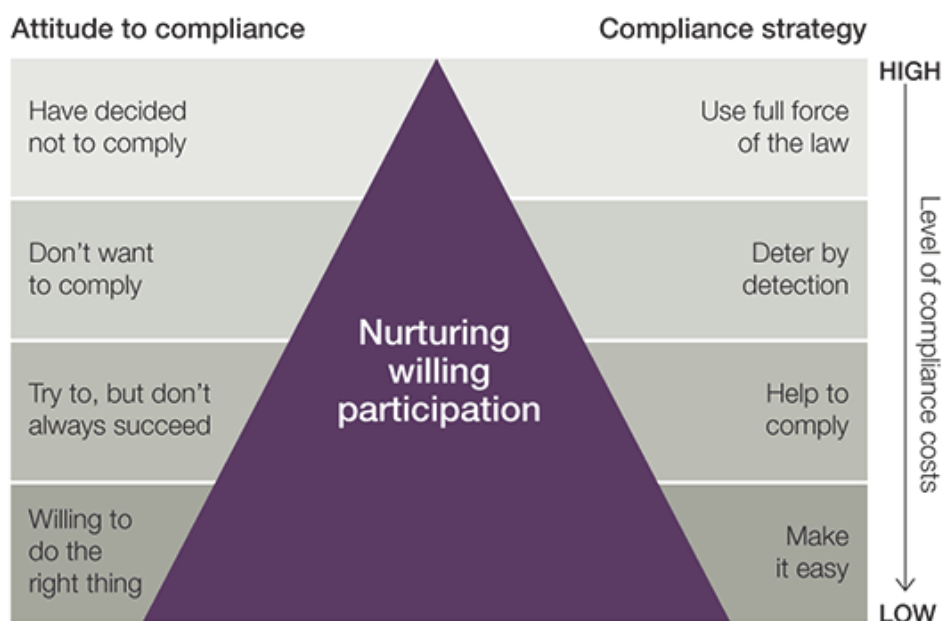 Attitude to compliance
Compliance strategy
HIGH
Have decided
not to comply
Use full force
of the law
Don't want
to comply
Deter by
detection
Nurturing
willing
participation
Try to, but don't
always succeed
Help to
comply
Willing to
do the
right thing
Make
it easy
Level of compliance costs
LOW